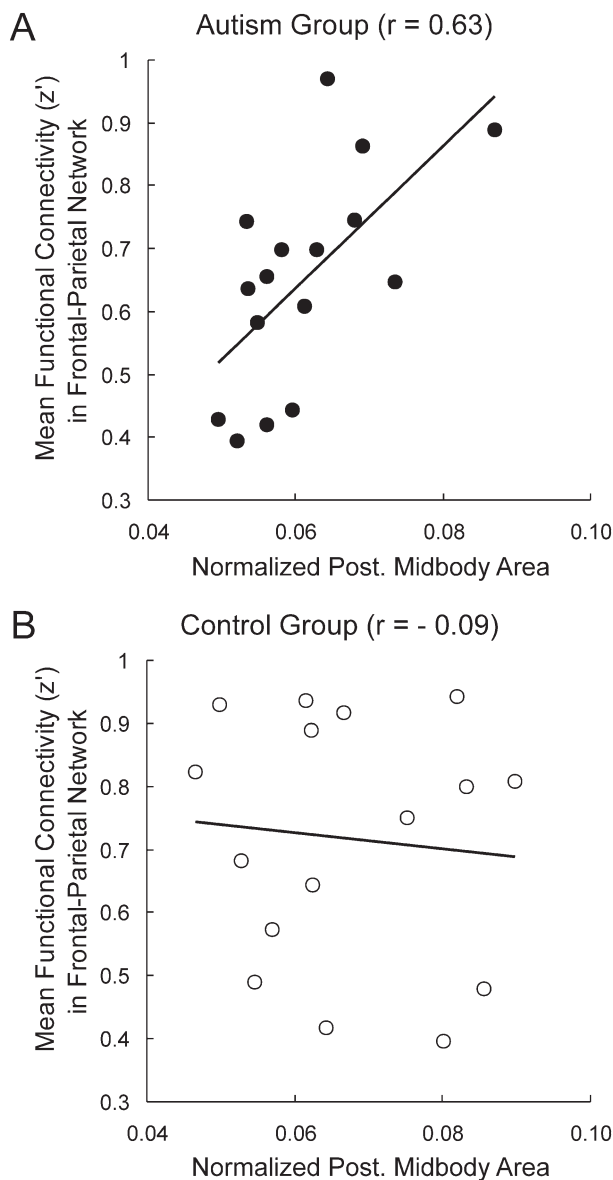 A
Autism Group (r = 0.63)
Mean Functional Connectivity (z')
in Frontal-Parietal Network
1
0.9
0.8
0.7
0.6
0.5
0.4
0.3
0.04
0.06
0.08
0.10
Normalized Post. Midbody Area
B
Control Group (r = - 0.09)
Mean Functional Connectivity (z')
in Frontal-Parietal Network
1
0.9
0.8
0.7
0.6
0.5
0.4
0.3
0.04
0.06
0.08
0.10
Normalized Post. Midbody Area